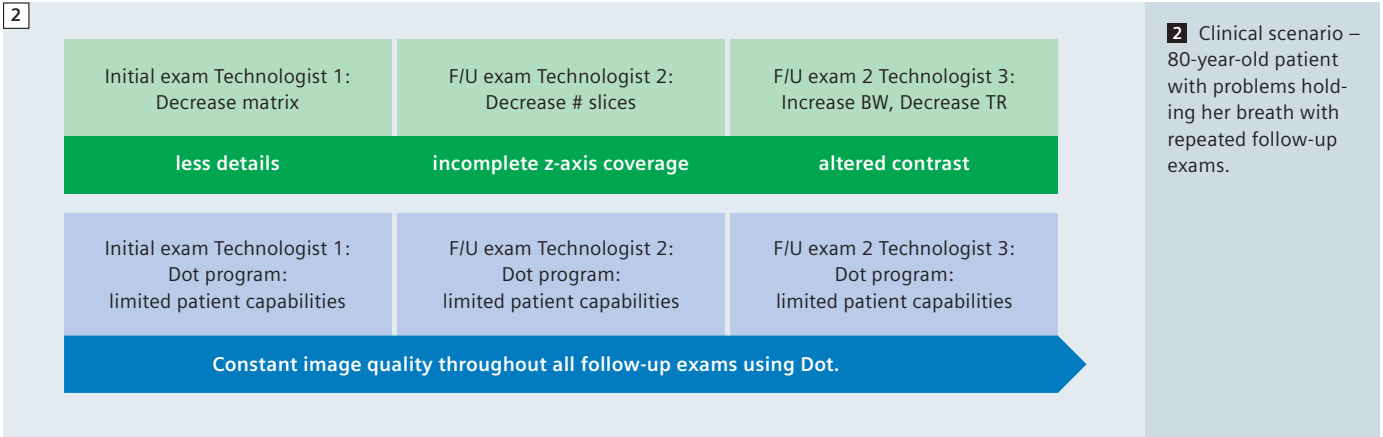 2
Initial exam Technologist 1:
Decrease matrix
F/U exam Technologist 2:
Decrease # slices
F/U exam 2 Technologist 3:
Increase BW, Decrease TR
less details
incomplete z-axis coverage
altered contrast
Initial exam Technologist 1:
Dot program:
limited patient capabilities
F/U exam Technologist 2:
Dot program:
limited patient capabilities
F/U exam 2 Technologist 3:
Dot program:
limited patient capabilities
Constant image quality throughout all follow-up exams using Dot.
2 Clinical scenario –
80-year-old patient
with problems hold-
ing her breath with
repeated follow-up
exams.